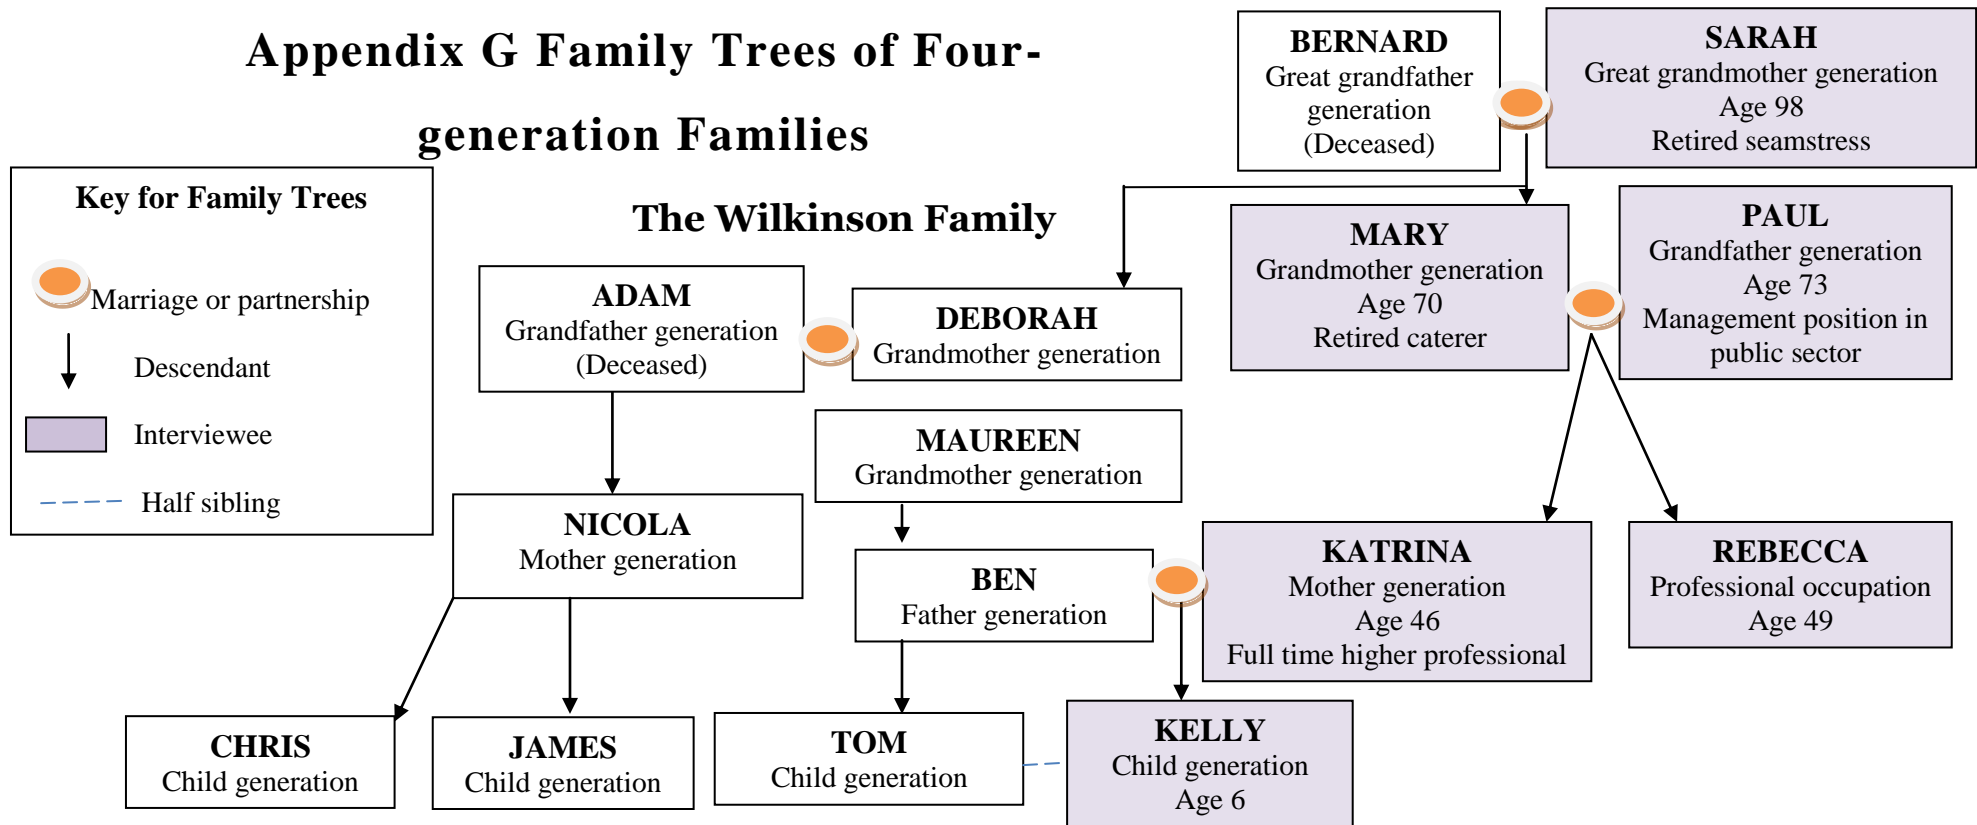 Appendix G Family Trees of Four-
generation Families
BERNARD
Great grandfather
generation
(Deceased)
SARAH
Great grandmother generation
Age 98
Retired seamstress
Key for Family Trees
Marriage or partnership
Descendant
Interviewee
Half sibling
The Wilkinson Family
MARY
Grandmother generation
Age 70
Retired caterer
PAUL
Grandfather generation
Age 73
Management position in
public sector
ADAM
Grandfather generation
(Deceased)
DEBORAH
Grandmother generation
MAUREEN
Grandmother generation
NICOLA
Mother generation
BEN
Father generation
KATRINA
Mother generation
Age 46
Full time higher professional
REBECCA
Professional occupation
Age 49
CHRIS
Child generation
JAMES
Child generation
TOM
Child generation
KELLY
Child generation
Age 6